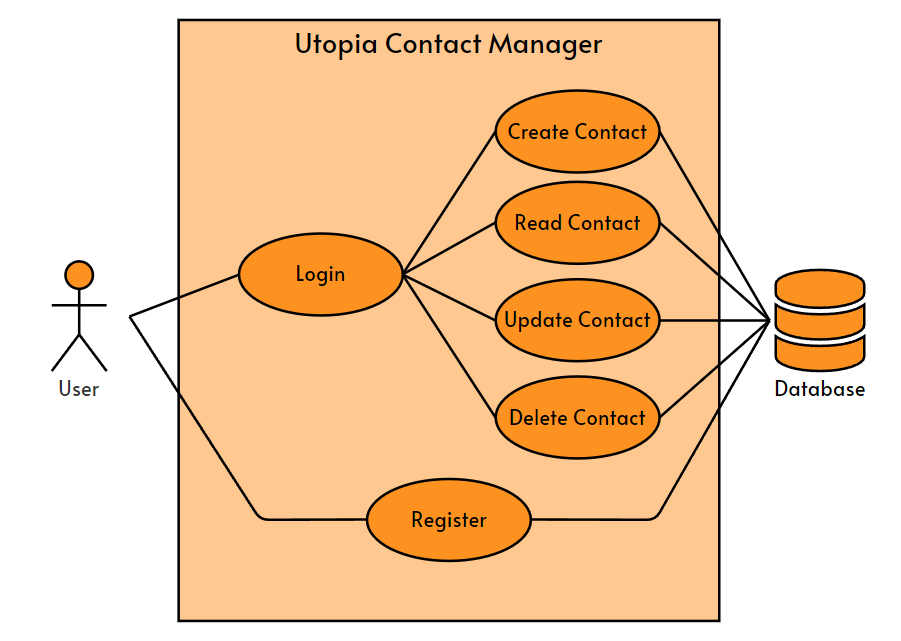 Utopia Contact Manager
Create Contact
Read Contact
Login
Update Contact
User
Database
Delete Contact
Register